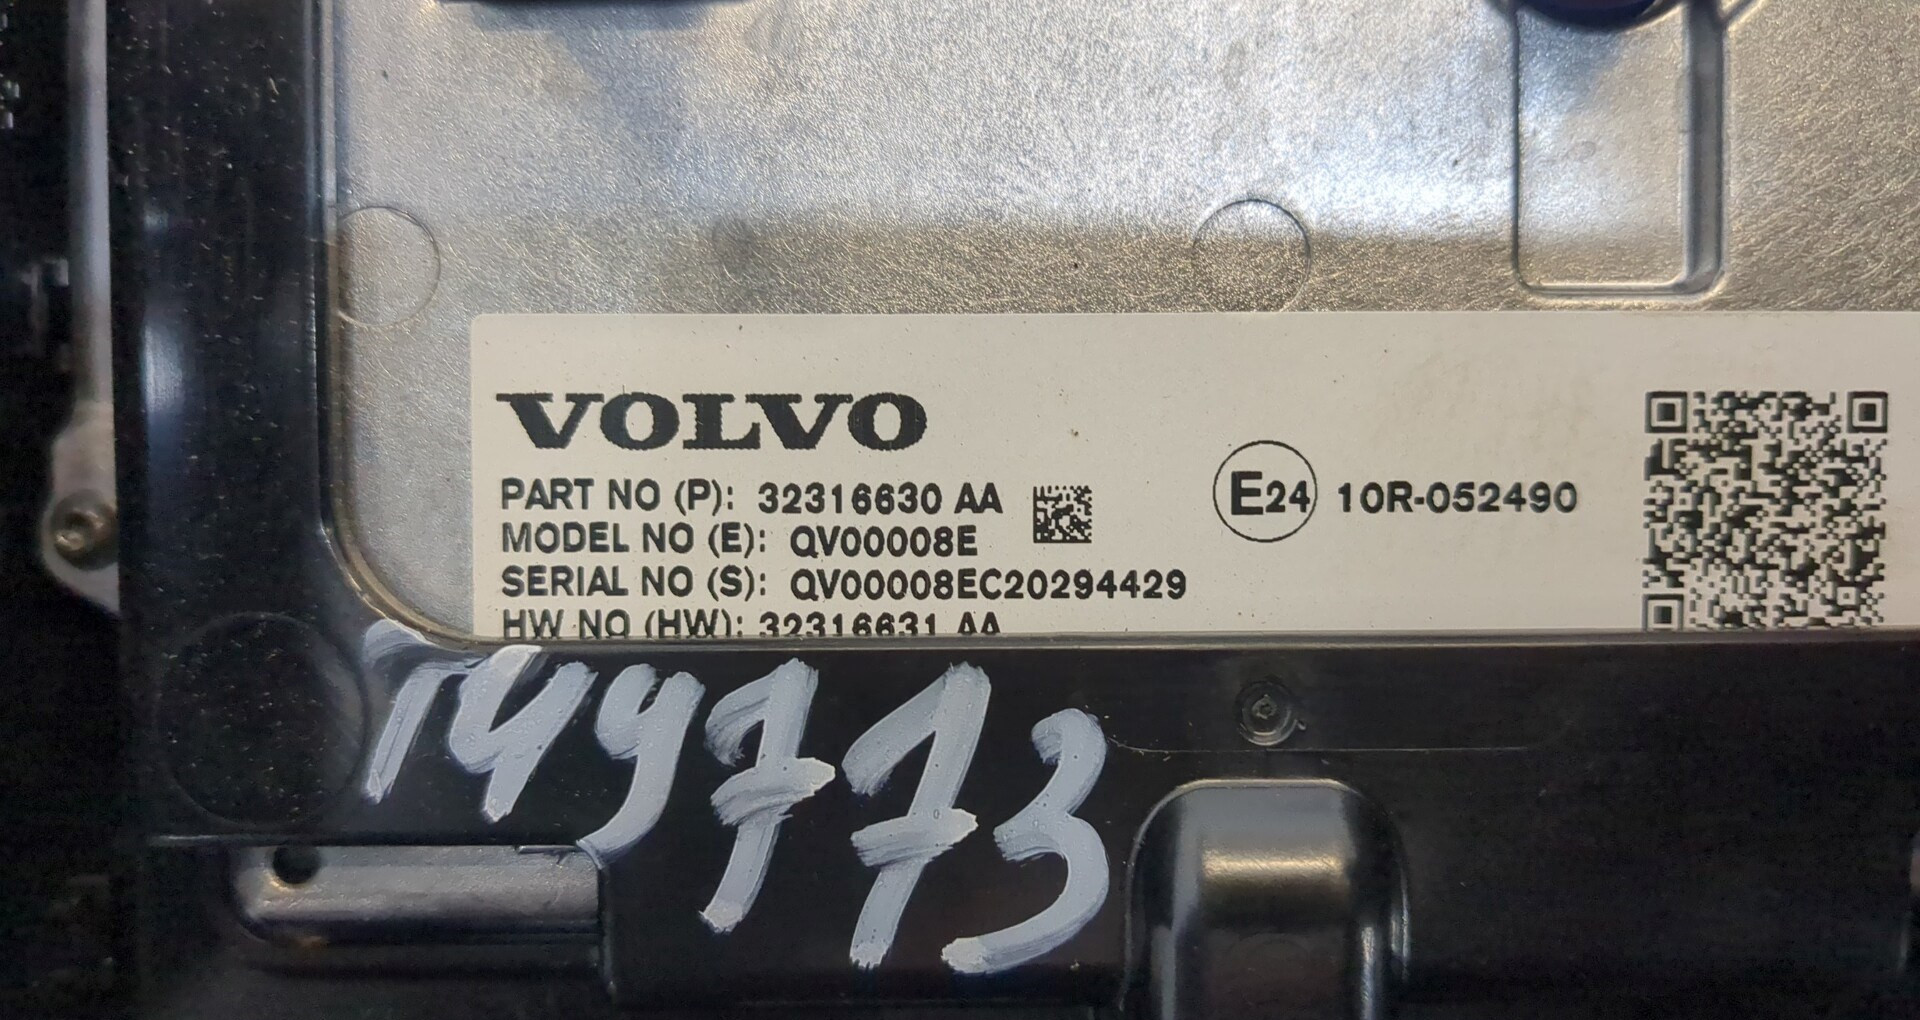 VOLVO
PART NO (P): 32316630 AA
MODEL NO (E): QV00008E
SERIAL NO (S): QV00008EC20294429
HW NO (HW): 32316631 AA
E24 10R-052490
T49773